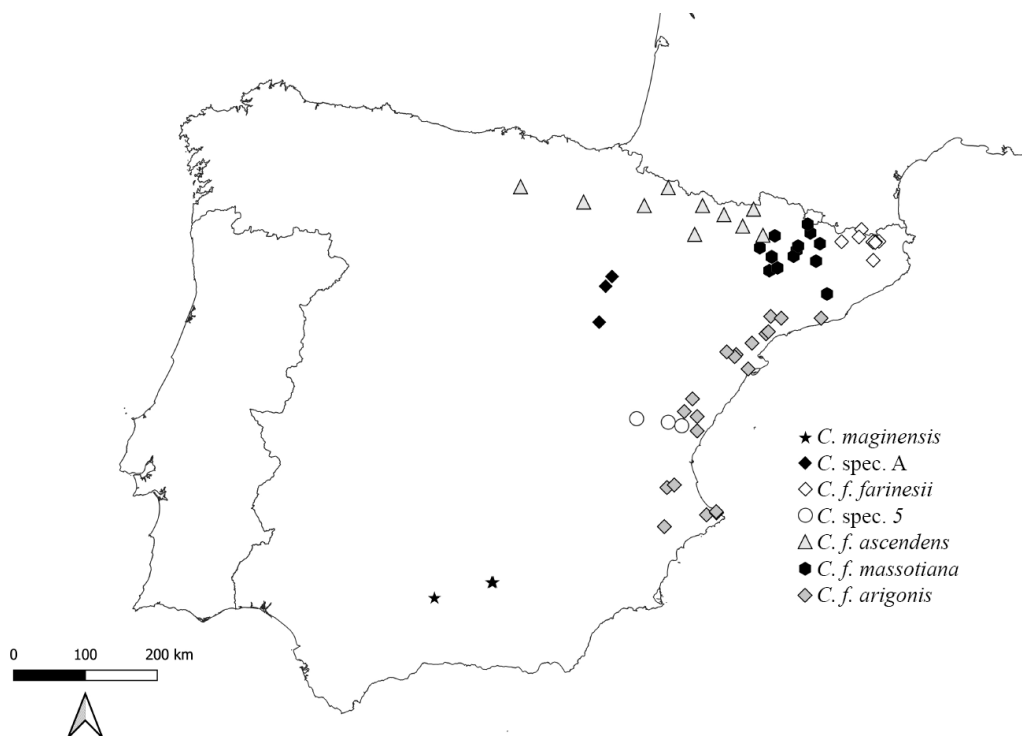 C. maginensis
C. spec. A
C. f. farinesii
C. spec. 5
C. f. ascendens
C. f. massotiana
C. f. arigonis
0 100 200 km